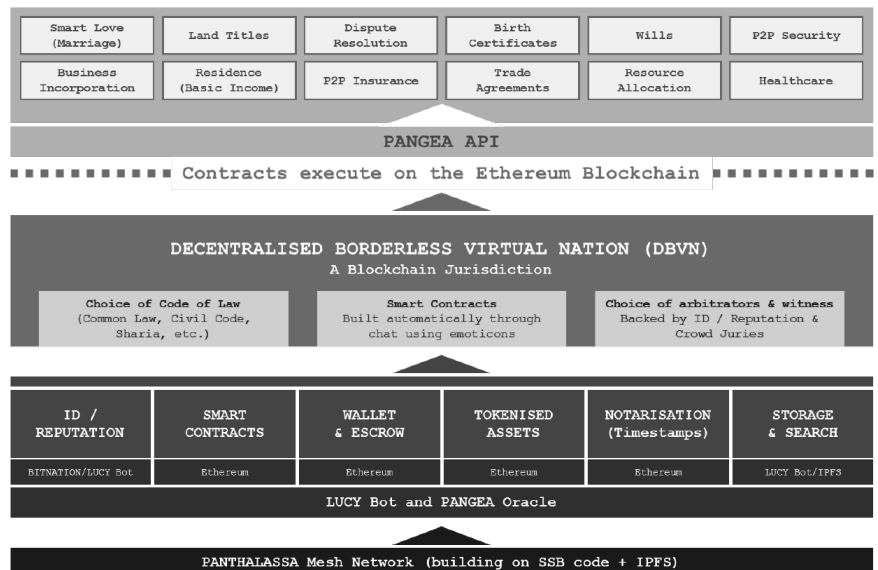 Smart Love
(Marriage)
Land Titles
Dispute
Resolution
Birth
Certificates
Wills
P2P Security
Business
Incorporation
Residence
(Basic Income)
P2P Insurance
Trade
Agreements
Resource
Allocation
Healthcare
PANGEA API
Contracts execute on the Ethereum Blockchain
DECENTRALISED BORDERLESS VIRTUAL NATION (DBVN)
A Blockchain Jurisdiction
Choice of Code of Law
(Common Law, Civil Code,
Sharia, etc.)
Smart Contracts
Built automatically through
chat using emoticons
Choice of arbitrators & witness
Backed by ID / Reputation &
Crowd Juries
ID /
REPUTATION
SMART
CONTRACTS
WALLET
& ESCROW
TOKENISED
ASSETS
NOTARISATION
(Timestamps)
STORAGE
& SEARCH
BITNATION/LUCY Bot
Ethereum
Ethereum
Ethereum
Ethereum
LUCY Bot/IPFS
LUCY Bot and PANGEA Oracle
PANTHALASSA Mesh Network (building on SSB code + IPFS)